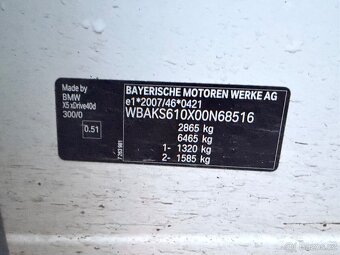 Made by
BMW
X5 xDrive40d
300/0
0.51
BAYERISCHE MOTOREN WERKE AG
e1*2007/46*0421
WBAKS610X00N68516
2865 kg
6465 kg
1- 1320 kg
2- 1585 kg